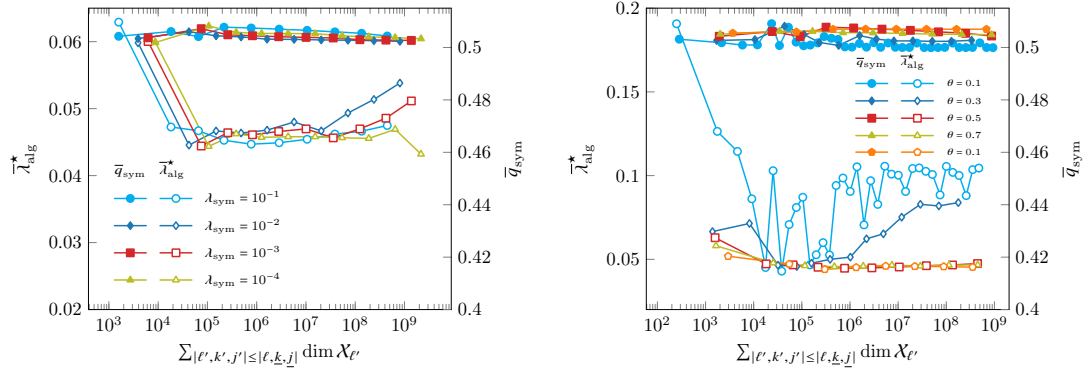 0.06
0.05
0.04
0.03
0.02
λ̅⋆alg
0.5
0.48
0.46
0.44
0.42
0.4
q̅sym
q̅sym λ̅⋆alg
λsym = 10⁻¹
λsym = 10⁻²
λsym = 10⁻³
λsym = 10⁻⁴
10³ 10⁴ 10⁵ 10⁶ 10⁷ 10⁸ 10⁹
∑|ℓ′,k′,j′|≤|ℓ,k̲,j̲| dim 𝒳ℓ′
0.2
0.15
0.1
0.05
λ̅⋆alg
0.5
0.48
0.46
0.44
0.42
0.4
q̅sym
q̅sym λ̅⋆alg
θ = 0.1
θ = 0.3
θ = 0.5
θ = 0.7
θ = 0.1
10² 10³ 10⁴ 10⁵ 10⁶ 10⁷ 10⁸ 10⁹
∑|ℓ′,k′,j′|≤|ℓ,k̲,j̲| dim 𝒳ℓ′